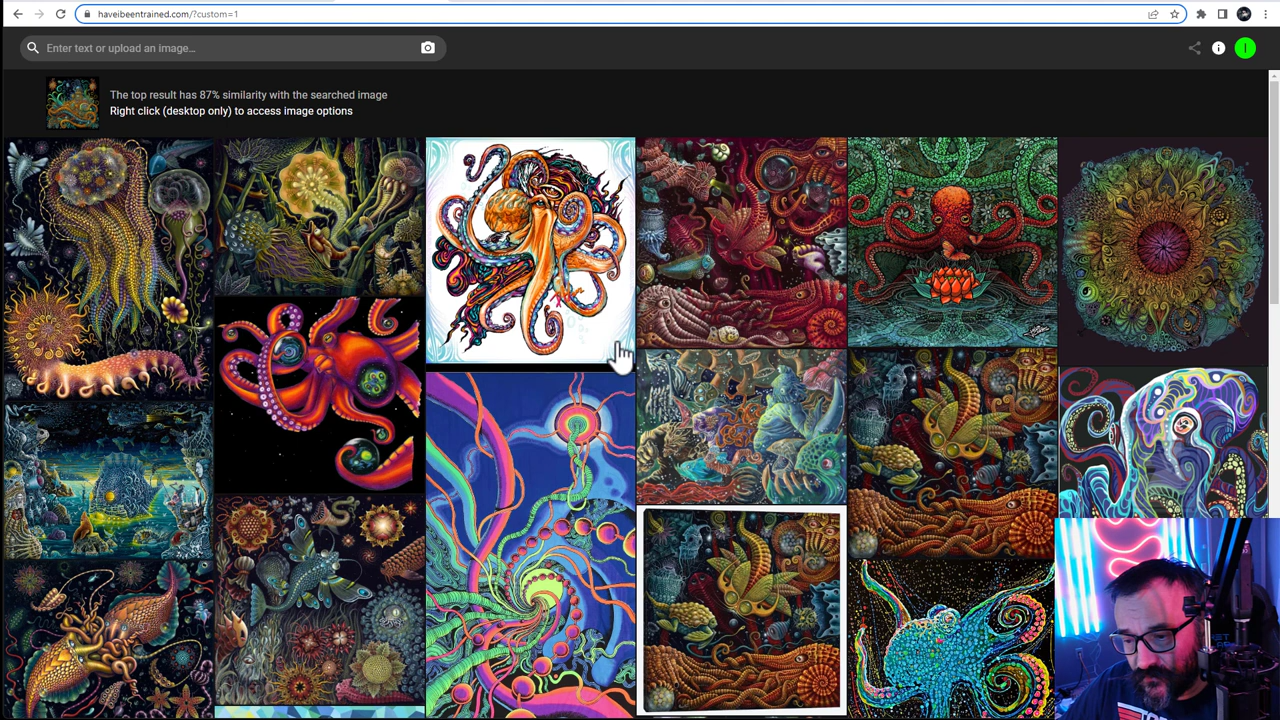 haveibeentrained.com/?custom=1
Enter text or upload an image...
The top result has 87% similarity with the searched image
Right click (desktop only) to access image options